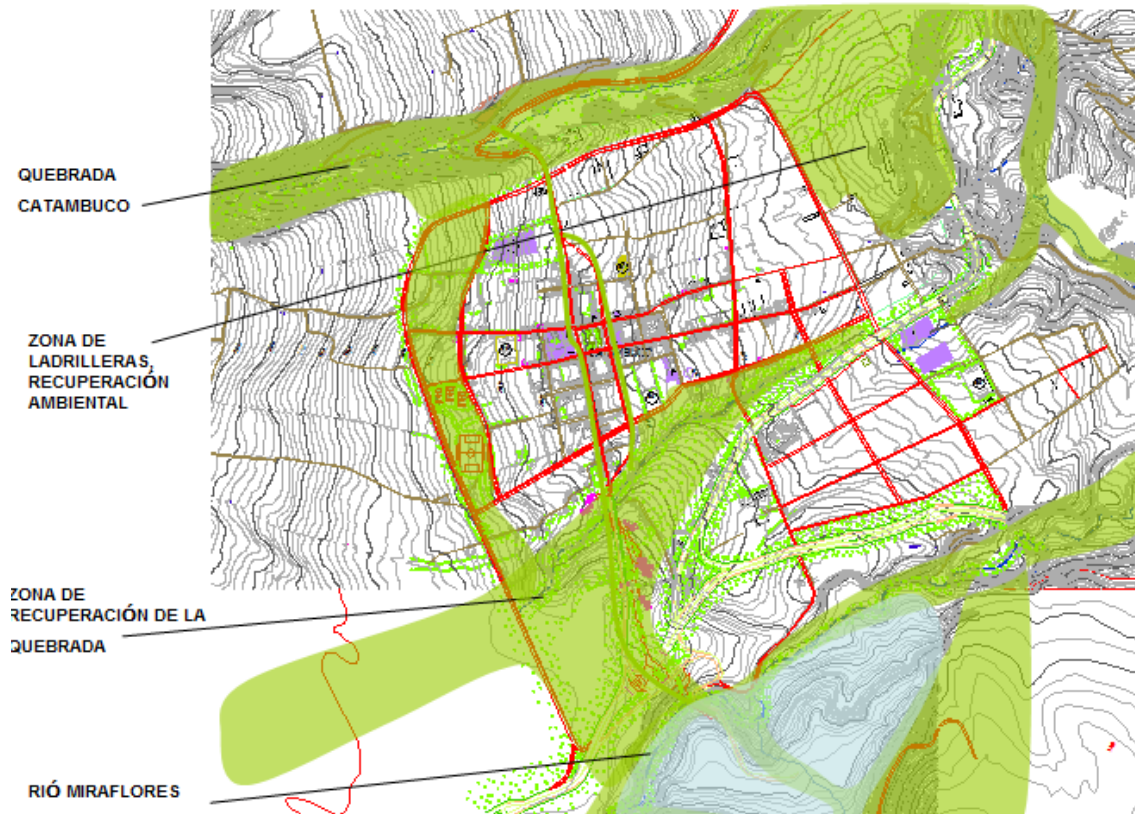 QUEBRADA
CATAMBUCO
ZONA DE
LADRILLERAS,
RECUPERACIÓN
AMBIENTAL
ZONA DE
RECUPERACIÓN DE LA
QUEBRADA
RIÓ MIRAFLORES